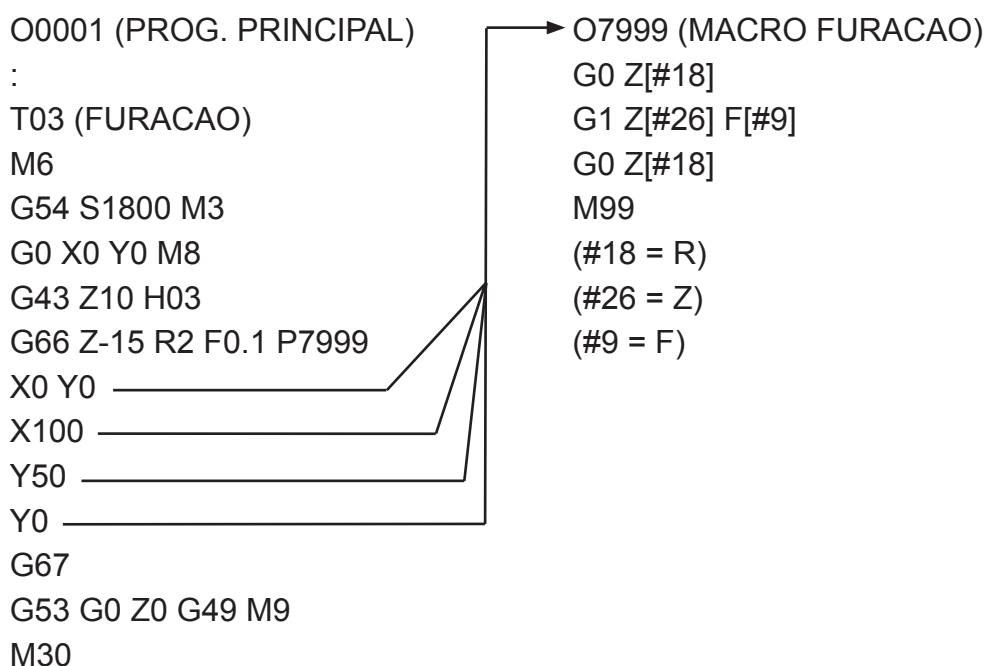 O0001 (PROG. PRINCIPAL)
:
T03 (FURACAO)
M6
G54 S1800 M3
G0 X0 Y0 M8
G43 Z10 H03
G66 Z-15 R2 F0.1 P7999
X0 Y0
X100
Y50
Y0
G67
G53 G0 Z0 G49 M9
M30
O7999 (MACRO FURACAO)
G0 Z[#18]
G1 Z[#26] F[#9]
G0 Z[#18]
M99
(#18 = R)
(#26 = Z)
(#9 = F)